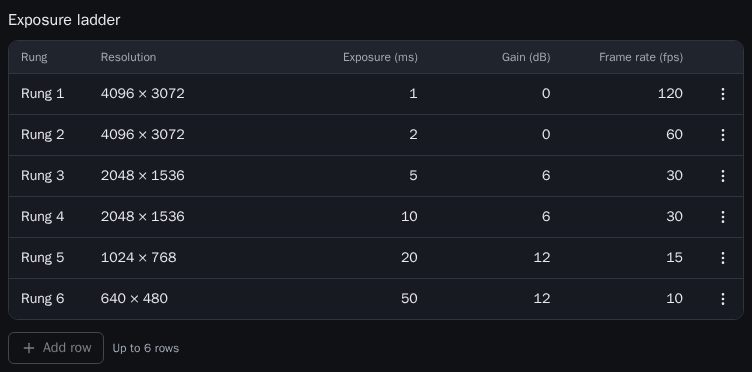 Exposure ladder
Rung Resolution Exposure (ms) Gain (dB) Frame rate (fps)
Rung 1 4096 × 3072 1 0 120
Rung 2 4096 × 3072 2 0 60
Rung 3 2048 × 1536 5 6 30
Rung 4 2048 × 1536 10 6 30
Rung 5 1024 × 768 20 12 15
Rung 6 640 × 480 50 12 10
+ Add row Up to 6 rows